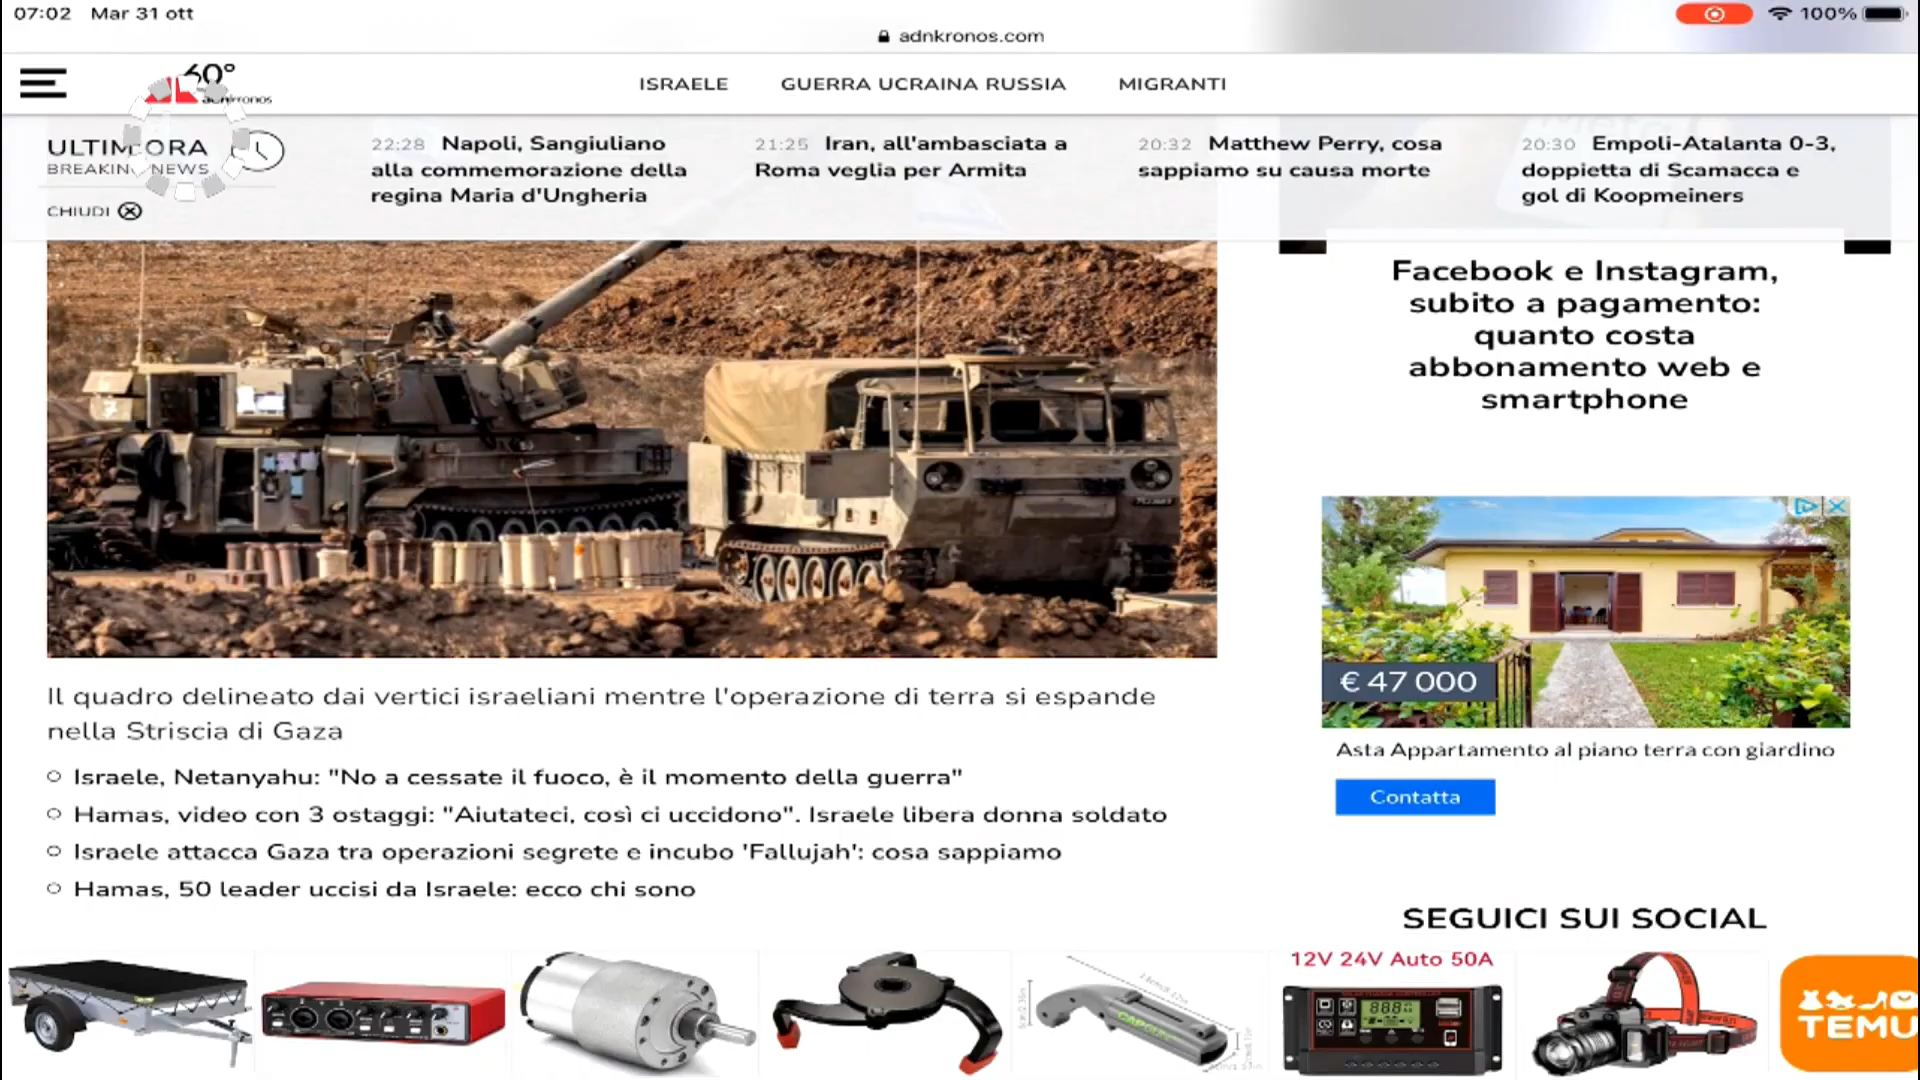 07:02 Mar 31 ott
100%
adnkronos.com
60°
adnkronos
ISRAELE GUERRA UCRAINA RUSSIA MIGRANTI
ULTIM'ORA
BREAKING NEWS
CHIUDI
22:28 Napoli, Sangiuliano
alla commemorazione della
regina Maria d'Ungheria
21:25 Iran, all'ambasciata a
Roma veglia per Armita
20:32 Matthew Perry, cosa
sappiamo su causa morte
20:30 Empoli-Atalanta 0-3,
doppietta di Scamacca e
gol di Koopmeiners
Facebook e Instagram,
subito a pagamento:
quanto costa
abbonamento web e
smartphone
€ 47 000
Asta Appartamento al piano terra con giardino
Contatta
Il quadro delineato dai vertici israeliani mentre l'operazione di terra si espande
nella Striscia di Gaza
Israele, Netanyahu: "No a cessate il fuoco, è il momento della guerra"
Hamas, video con 3 ostaggi: "Aiutateci, così ci uccidono". Israele libera donna soldato
Israele attacca Gaza tra operazioni segrete e incubo 'Fallujah': cosa sappiamo
Hamas, 50 leader uccisi da Israele: ecco chi sono
SEGUICI SUI SOCIAL
12V 24V Auto 50A
TEMU